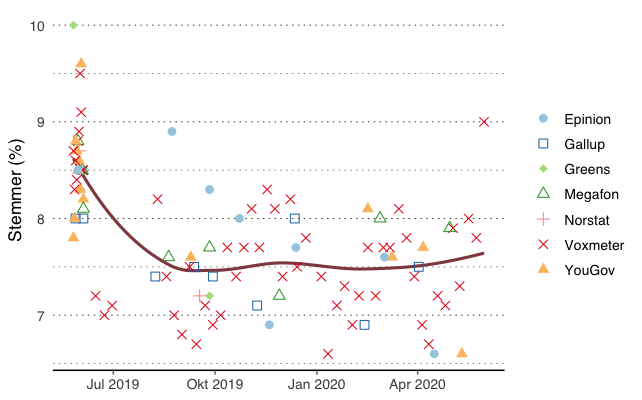 10
9
8
7
Stemmer (%)
Jul 2019
Okt 2019
Jan 2020
Apr 2020
Epinion
Gallup
Greens
Megafon
Norstat
Voxmeter
YouGov